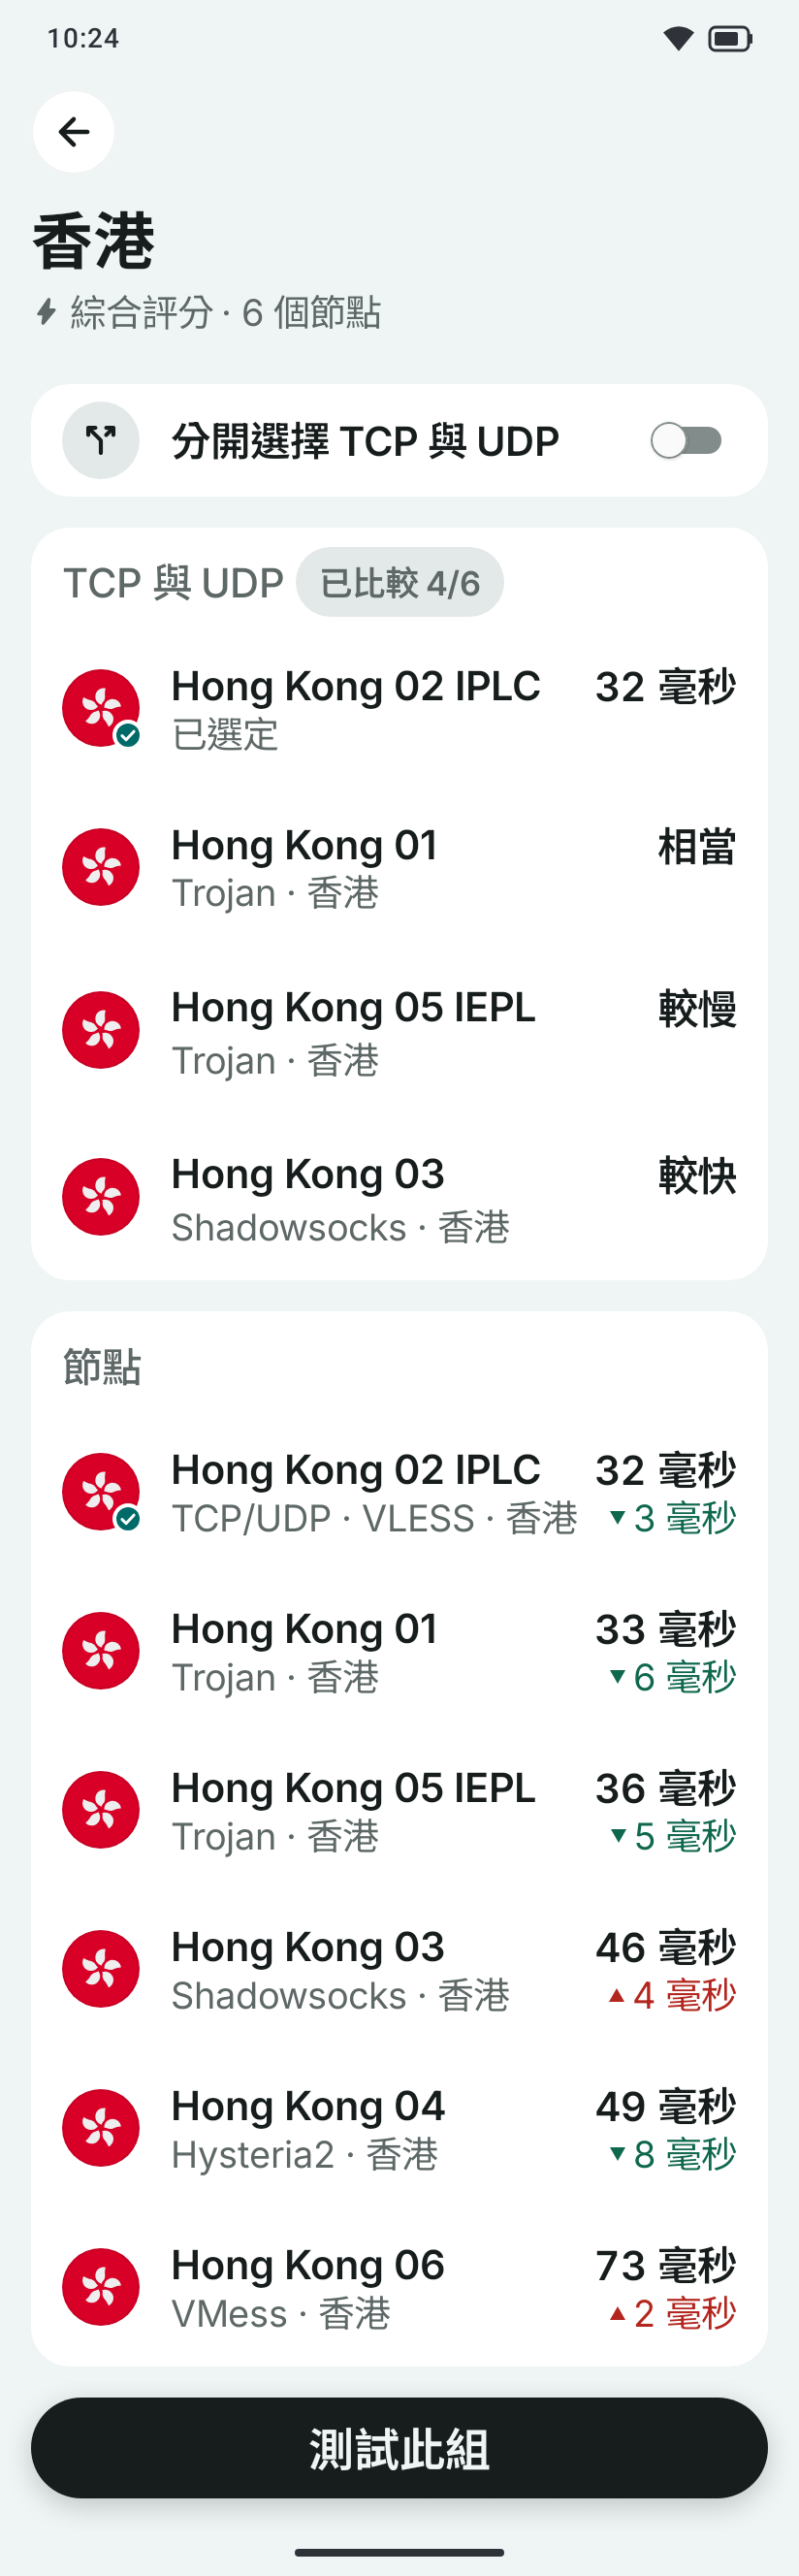 10:24
香港
綜合評分 · 6 個節點
分開選擇 TCP 與 UDP
TCP 與 UDP 已比較 4/6
Hong Kong 02 IPLC 32 毫秒
已選定
Hong Kong 01 相當
Trojan · 香港
Hong Kong 05 IEPL 較慢
Trojan · 香港
Hong Kong 03 較快
Shadowsocks · 香港
節點
Hong Kong 02 IPLC 32 毫秒
TCP/UDP · VLESS · 香港 ▼3 毫秒
Hong Kong 01 33 毫秒
Trojan · 香港 ▼6 毫秒
Hong Kong 05 IEPL 36 毫秒
Trojan · 香港 ▼5 毫秒
Hong Kong 03 46 毫秒
Shadowsocks · 香港 ▲4 毫秒
Hong Kong 04 49 毫秒
Hysteria2 · 香港 ▼8 毫秒
Hong Kong 06 73 毫秒
VMess · 香港 ▲2 毫秒
測試此組